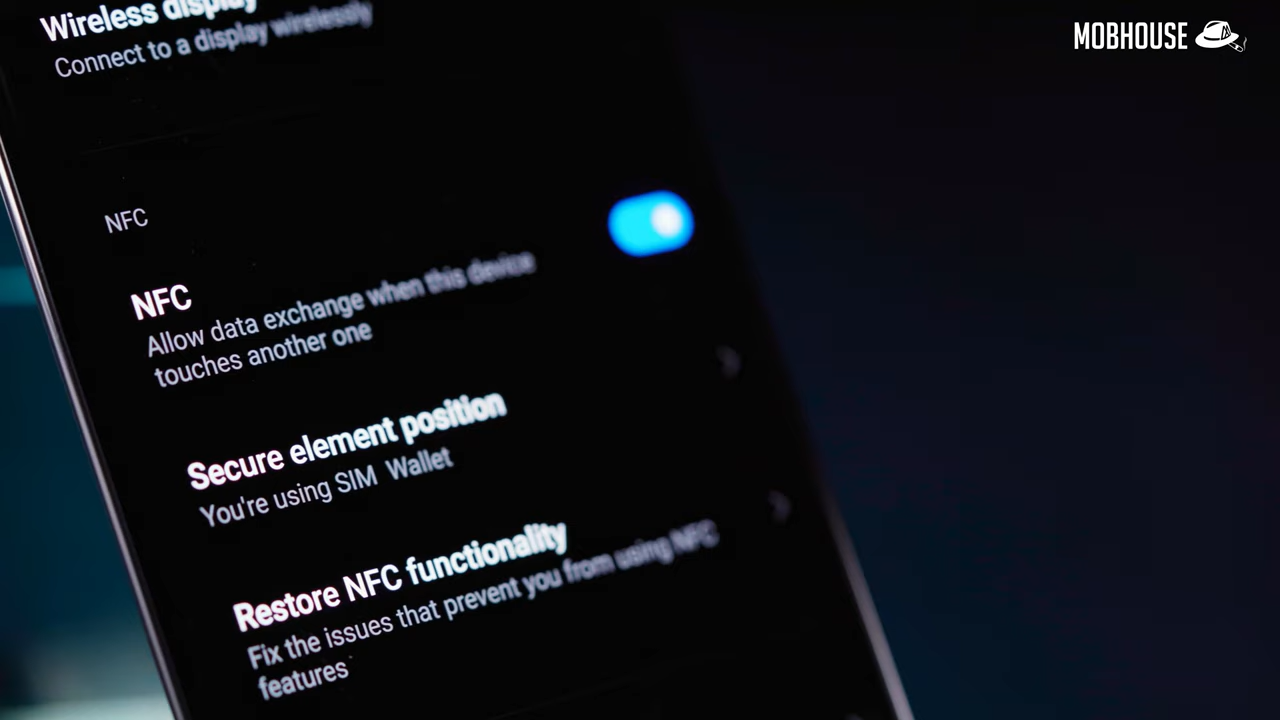 MOBHOUSE
Wireless display
Connect to a display wirelessly
NFC
NFC
Allow data exchange when this device
touches another one
Secure element position
You're using SIM Wallet
Restore NFC functionality
Fix the issues that prevent you from using NFC
features